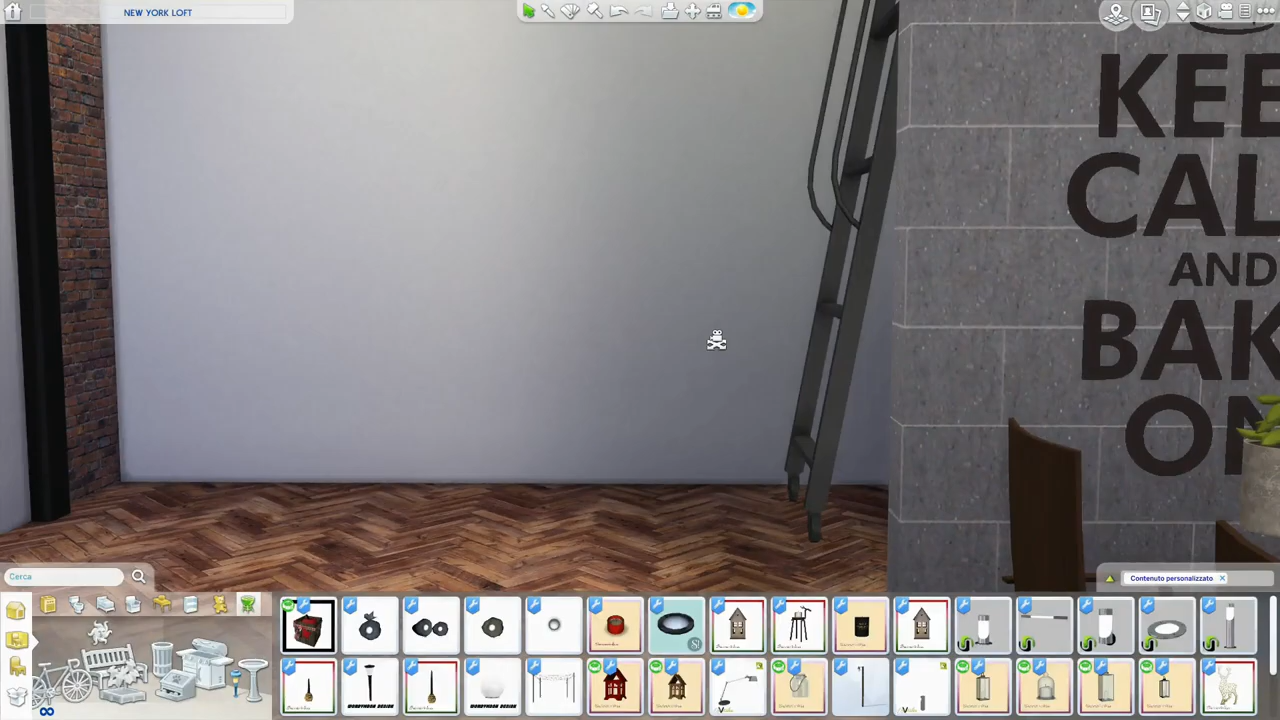 NEW YORK LOFT
KEE
CAL
AND
BAK
ON
Cerca
Contenuto personalizzato